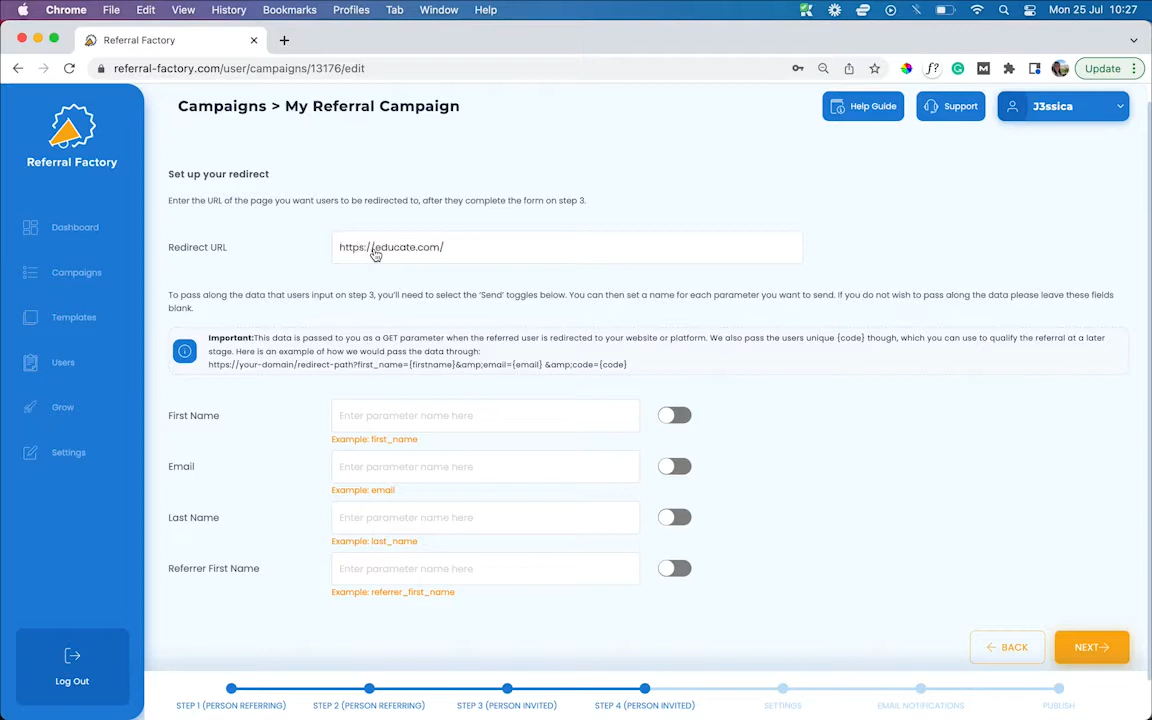 Chrome File Edit View History Bookmarks Profiles Tab Window Help
Mon 25 Jul 10:27
Referral Factory
referral-factory.com/user/campaigns/13176/edit
Update
Referral Factory
Dashboard
Campaigns
Templates
Users
Grow
Settings
Log Out
Campaigns > My Referral Campaign
Help Guide
Support
J3ssica
Set up your redirect
Enter the URL of the page you want users to be redirected to, after they complete the form on step 3.
Redirect URL
https://educate.com/
To pass along the data that users input on step 3, you'll need to select the 'Send' toggles below. You can then set a name for each parameter you want to send. If you do not wish to pass along the data please leave these fields
blank.
Important:This data is passed to you as a GET parameter when the referred user is redirected to your website or platform. We also pass the users unique {code} though, which you can use to qualify the referral at a later
stage. Here is an example of how we would pass the data through:
https://your-domain/redirect-path?first_name={firstname}&amp;email={email} &amp;code={code}
First Name
Enter parameter name here
Example: first_name
Email
Enter parameter name here
Example: email
Last Name
Enter parameter name here
Example: last_name
Referrer First Name
Enter parameter name here
Example: referrer_first_name
BACK
NEXT
STEP 1 (PERSON REFERRING)
STEP 2 (PERSON REFERRING)
STEP 3 (PERSON INVITED)
STEP 4 (PERSON INVITED)
SETTINGS
EMAIL NOTIFICATIONS
PUBLISH